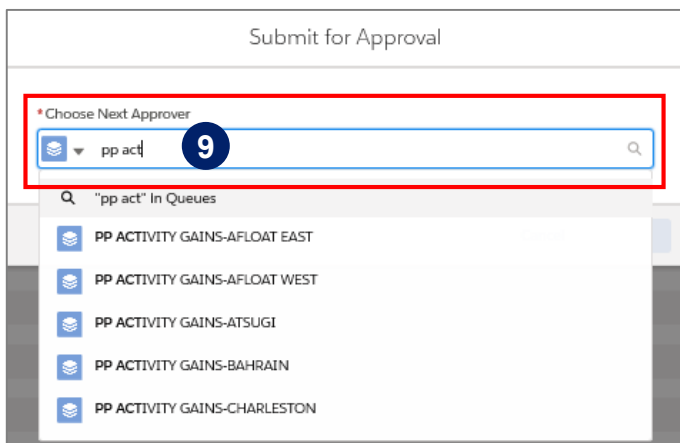 Submit for Approval
*Choose Next Approver
pp act
9
"pp act" In Queues
PP ACTIVITY GAINS-AFLOAT EAST
PP ACTIVITY GAINS-AFLOAT WEST
PP ACTIVITY GAINS-ATSUGI
PP ACTIVITY GAINS-BAHRAIN
PP ACTIVITY GAINS-CHARLESTON